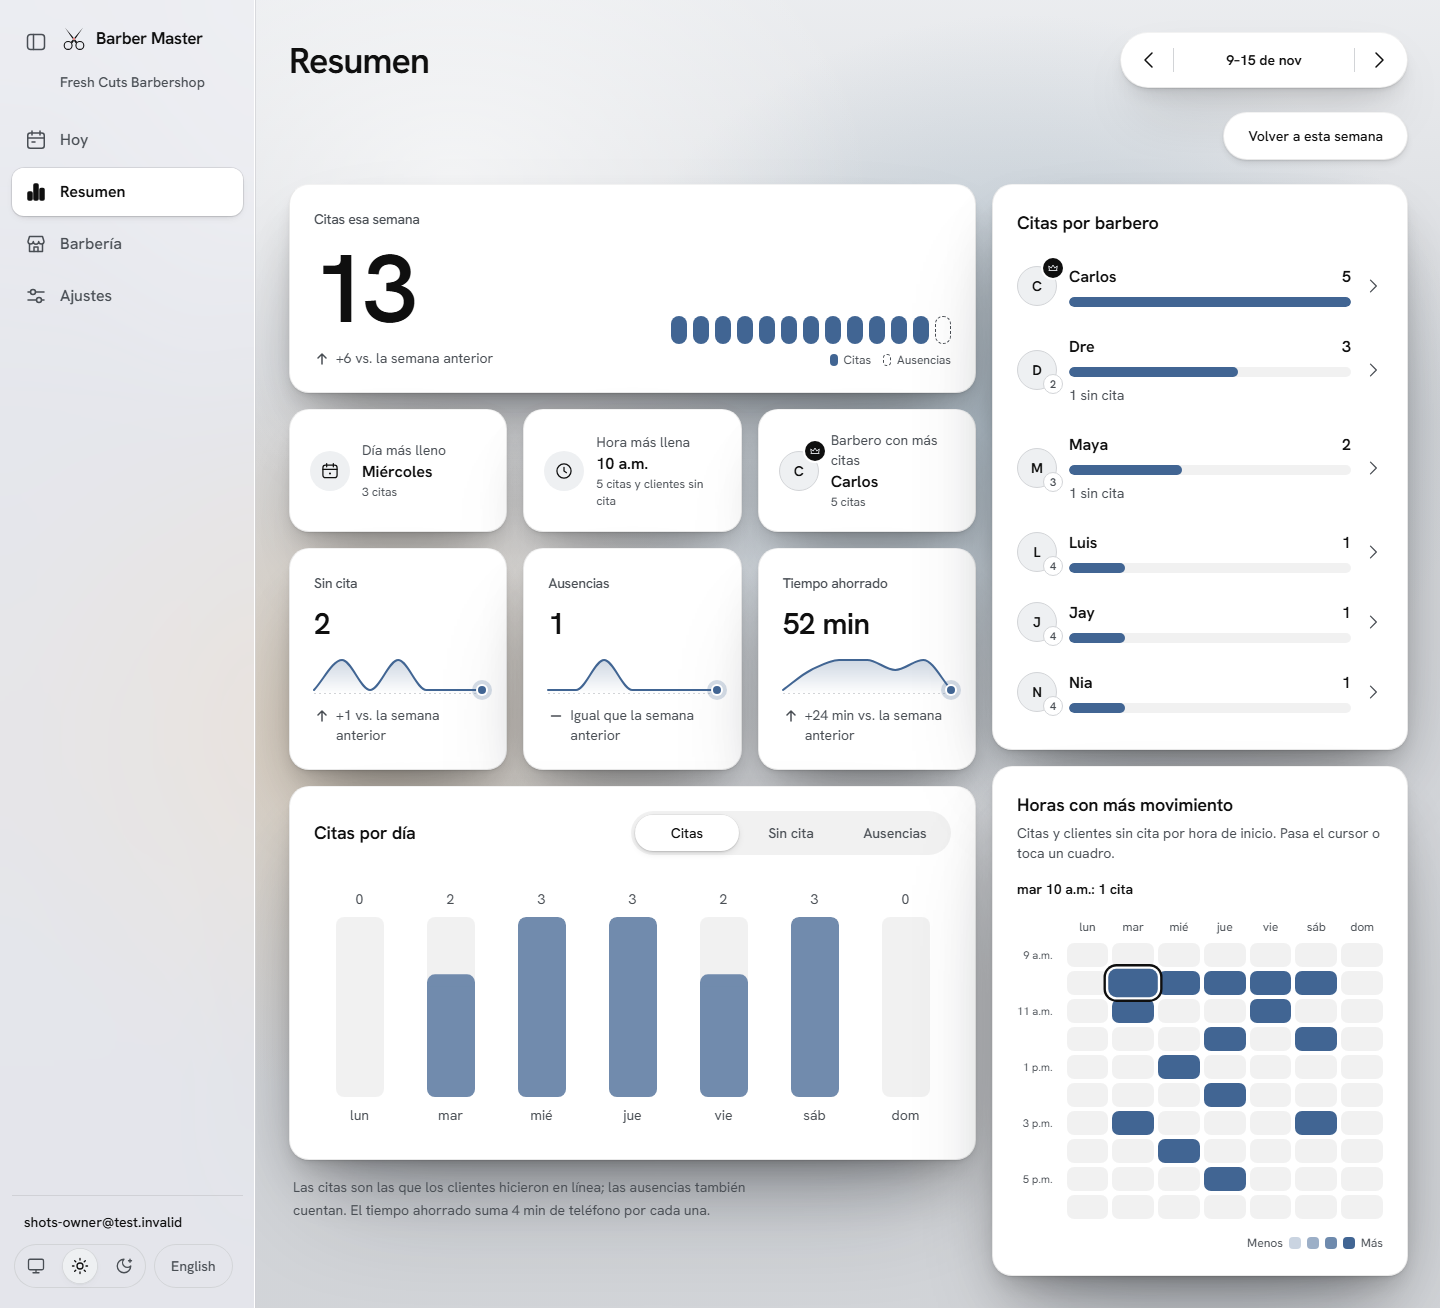 Barber Master
Fresh Cuts Barbershop
Hoy
Resumen
Barbería
Ajustes
shots-owner@test.invalid
English
Resumen
9–15 de nov
Volver a esta semana
Citas esa semana
13
+6 vs. la semana anterior
Citas
Ausencias
Día más lleno
Miércoles
3 citas
Hora más llena
10 a.m.
5 citas y clientes sin
cita
C
Barbero con más
citas
Carlos
5 citas
Sin cita
2
+1 vs. la semana
anterior
Ausencias
1
Igual que la semana
anterior
Tiempo ahorrado
52 min
+24 min vs. la semana
anterior
Citas por día
Citas
Sin cita
Ausencias
0 2 3 3 2 3 0
lun mar mié jue vie sáb dom
Las citas son las que los clientes hicieron en línea; las ausencias también
cuentan. El tiempo ahorrado suma 4 min de teléfono por cada una.
Citas por barbero
C
Carlos 5
D 2
Dre 3
1 sin cita
M 3
Maya 2
1 sin cita
L 4
Luis 1
J 4
Jay 1
N 4
Nia 1
Horas con más movimiento
Citas y clientes sin cita por hora de inicio. Pasa el cursor o
toca un cuadro.
mar 10 a.m.: 1 cita
lun mar mié jue vie sáb dom
9 a.m.
11 a.m.
1 p.m.
3 p.m.
5 p.m.
Menos
Más